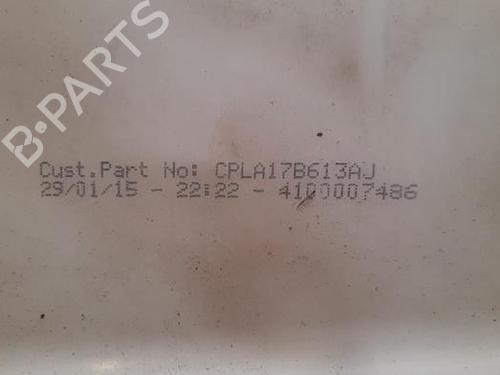 B-PARTS
Cust.Part No: CPLA17B613AJ
29/01/15 - 22:22 - 4100007486